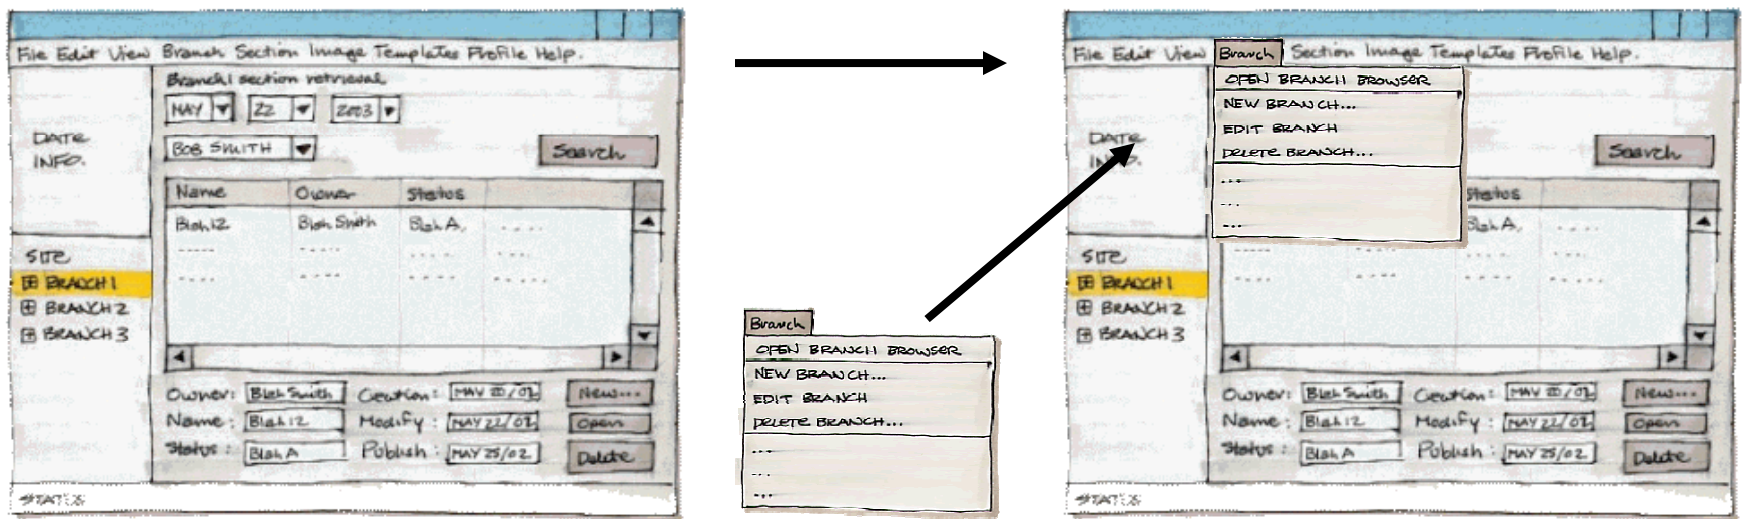 File Edit View Branch Section Image Templates Profile Help.
Branch1 section retrieval
MAY 22 2003
BOB SMITH
Search
DATE
INFO.
Name Owner Status
Blah12 Blah Smith Blah A,
SITE
BRANCH 1
BRANCH 2
BRANCH 3
Owner: Blah Smith Creation: MAY 20/02 New...
Name: Blah12 Modify: MAY 22/02 Open
Status: Blah A Publish: MAY 25/02 Delete
STATUS
Branch
OPEN BRANCH BROWSER
NEW BRANCH...
EDIT BRANCH
DELETE BRANCH...
...
...
...
File Edit View Branch Section Image Templates Profile Help.
OPEN BRANCH BROWSER
NEW BRANCH...
EDIT BRANCH
DELETE BRANCH...
...
...
...
Search
DATE
INFO.
Status
Blah A,
SITE
BRANCH 1
BRANCH 2
BRANCH 3
Owner: Blah Smith Creation: MAY 20/02 New...
Name: Blah12 Modify: MAY 22/02 Open
Status: Blah A Publish: MAY 25/02 Delete
STATUS